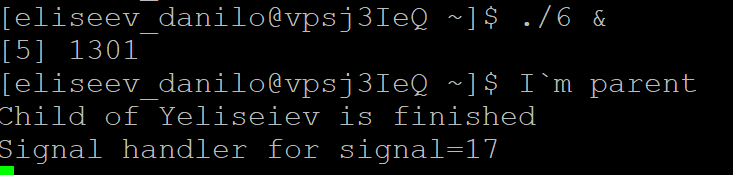 [eliseev_danilo@vpsj3IeQ ~]$ ./6 &
[5] 1301
[eliseev_danilo@vpsj3IeQ ~]$ I`m parent
Child of Yeliseiev is finished
Signal handler for signal=17